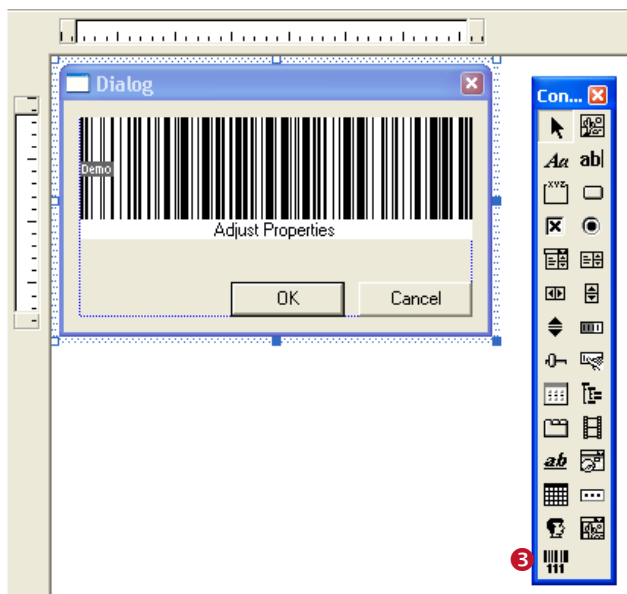 Dialog
Demo
Adjust Properties
OK
Cancel
Con...
Aa ab|
XYZ
ab
3
111